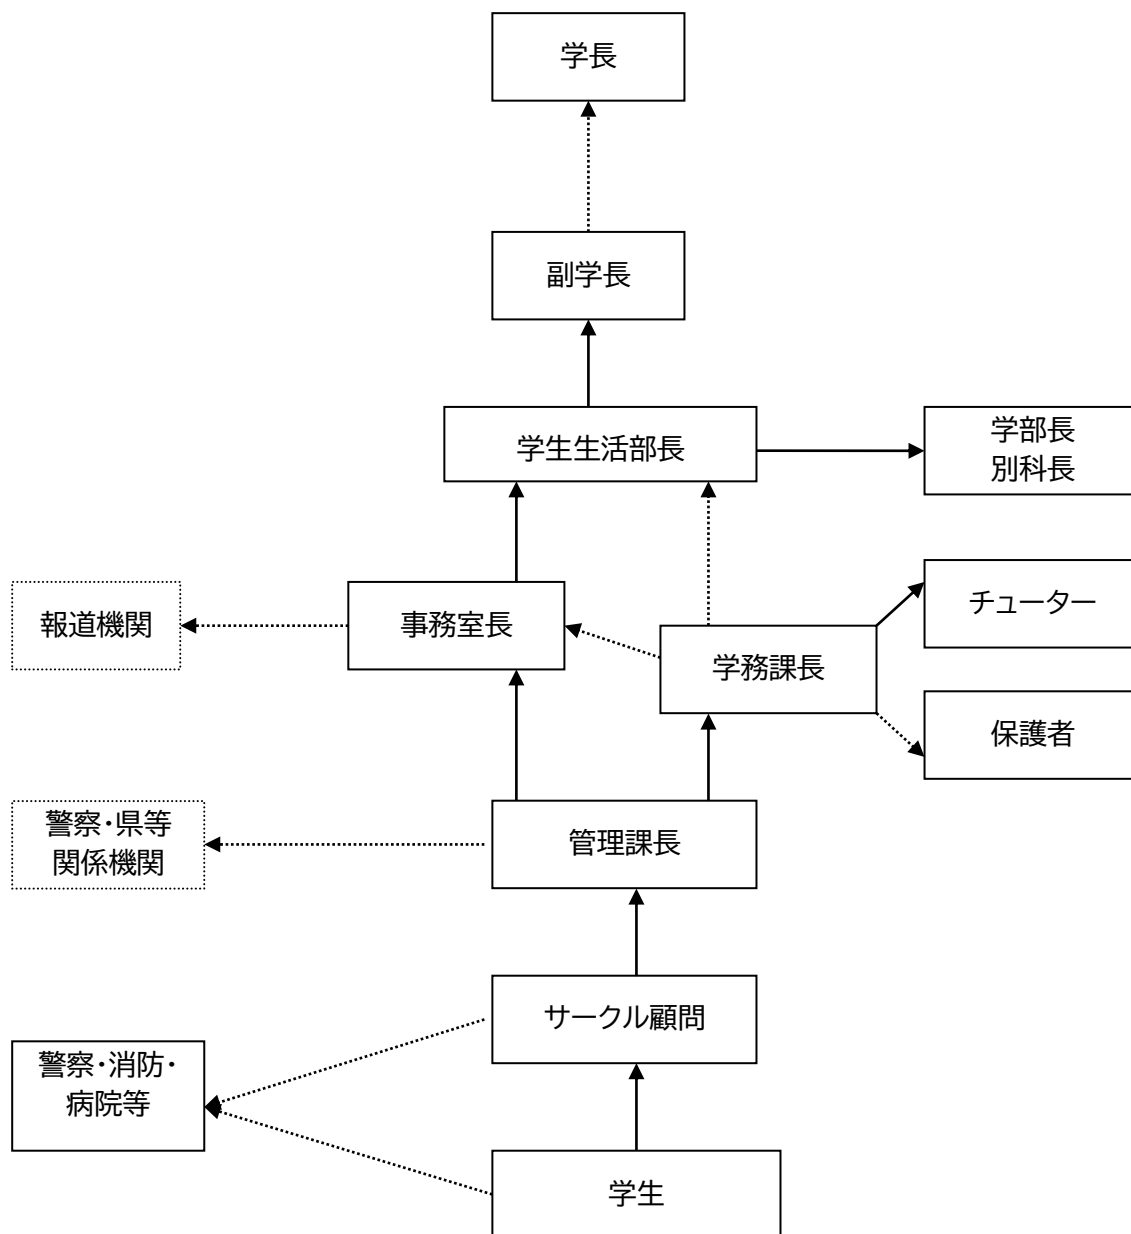 学長
副学長
学生生活部長
学部長
別科長
報道機関
事務室長
チューター
学務課長
保護者
警察・県等
関係機関
管理課長
サークル顧問
警察・消防・
病院等
学生